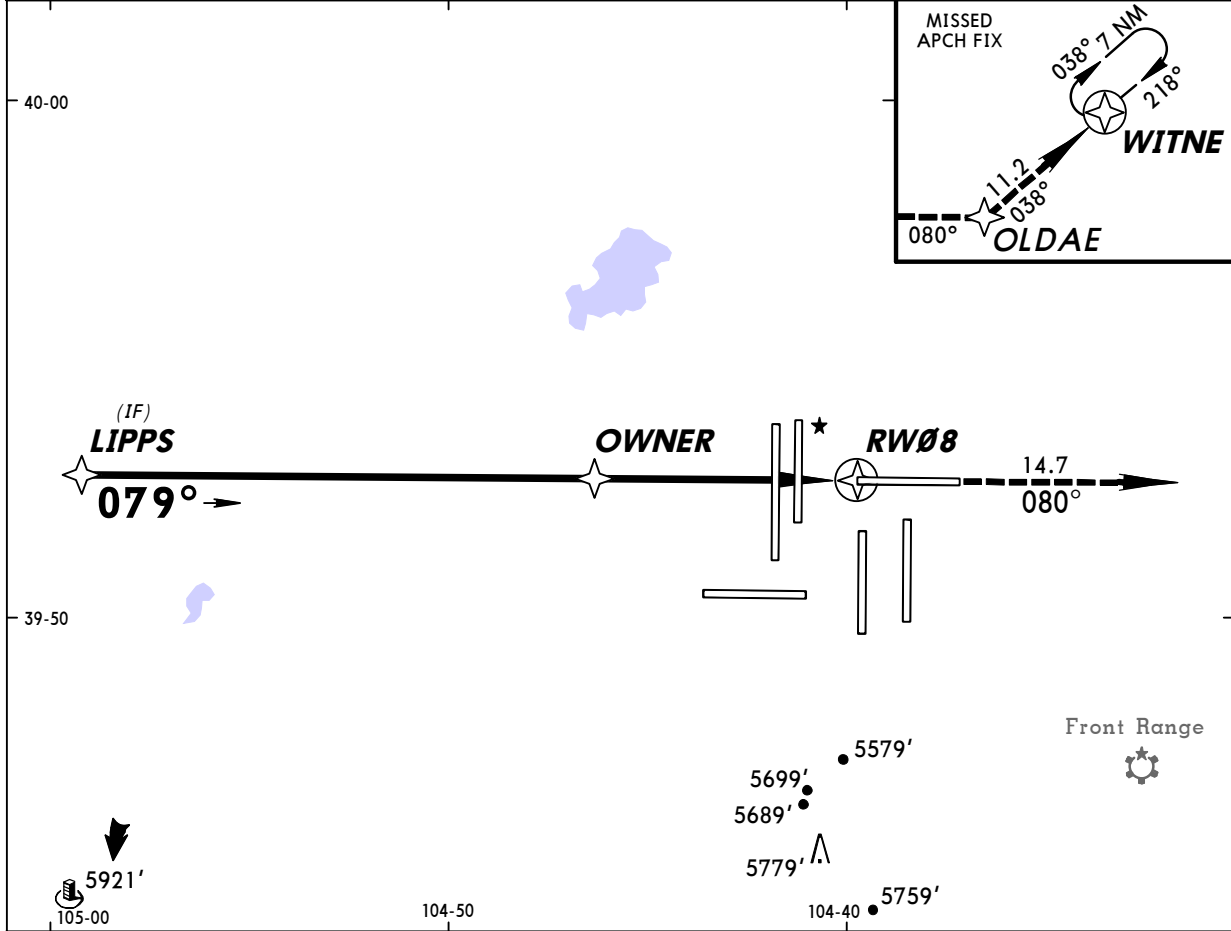 MISSED
APCH FIX
038° 7 NM
218°
WITNE
11.2
038°
080°
OLDAE
40-00
(IF)
LIPPS
OWNER
RWØ8
079°
14.7
080°
39-50
Front Range
5579'
5699'
5689'
5779'
5921'
5759'
105-00
104-50
104-40